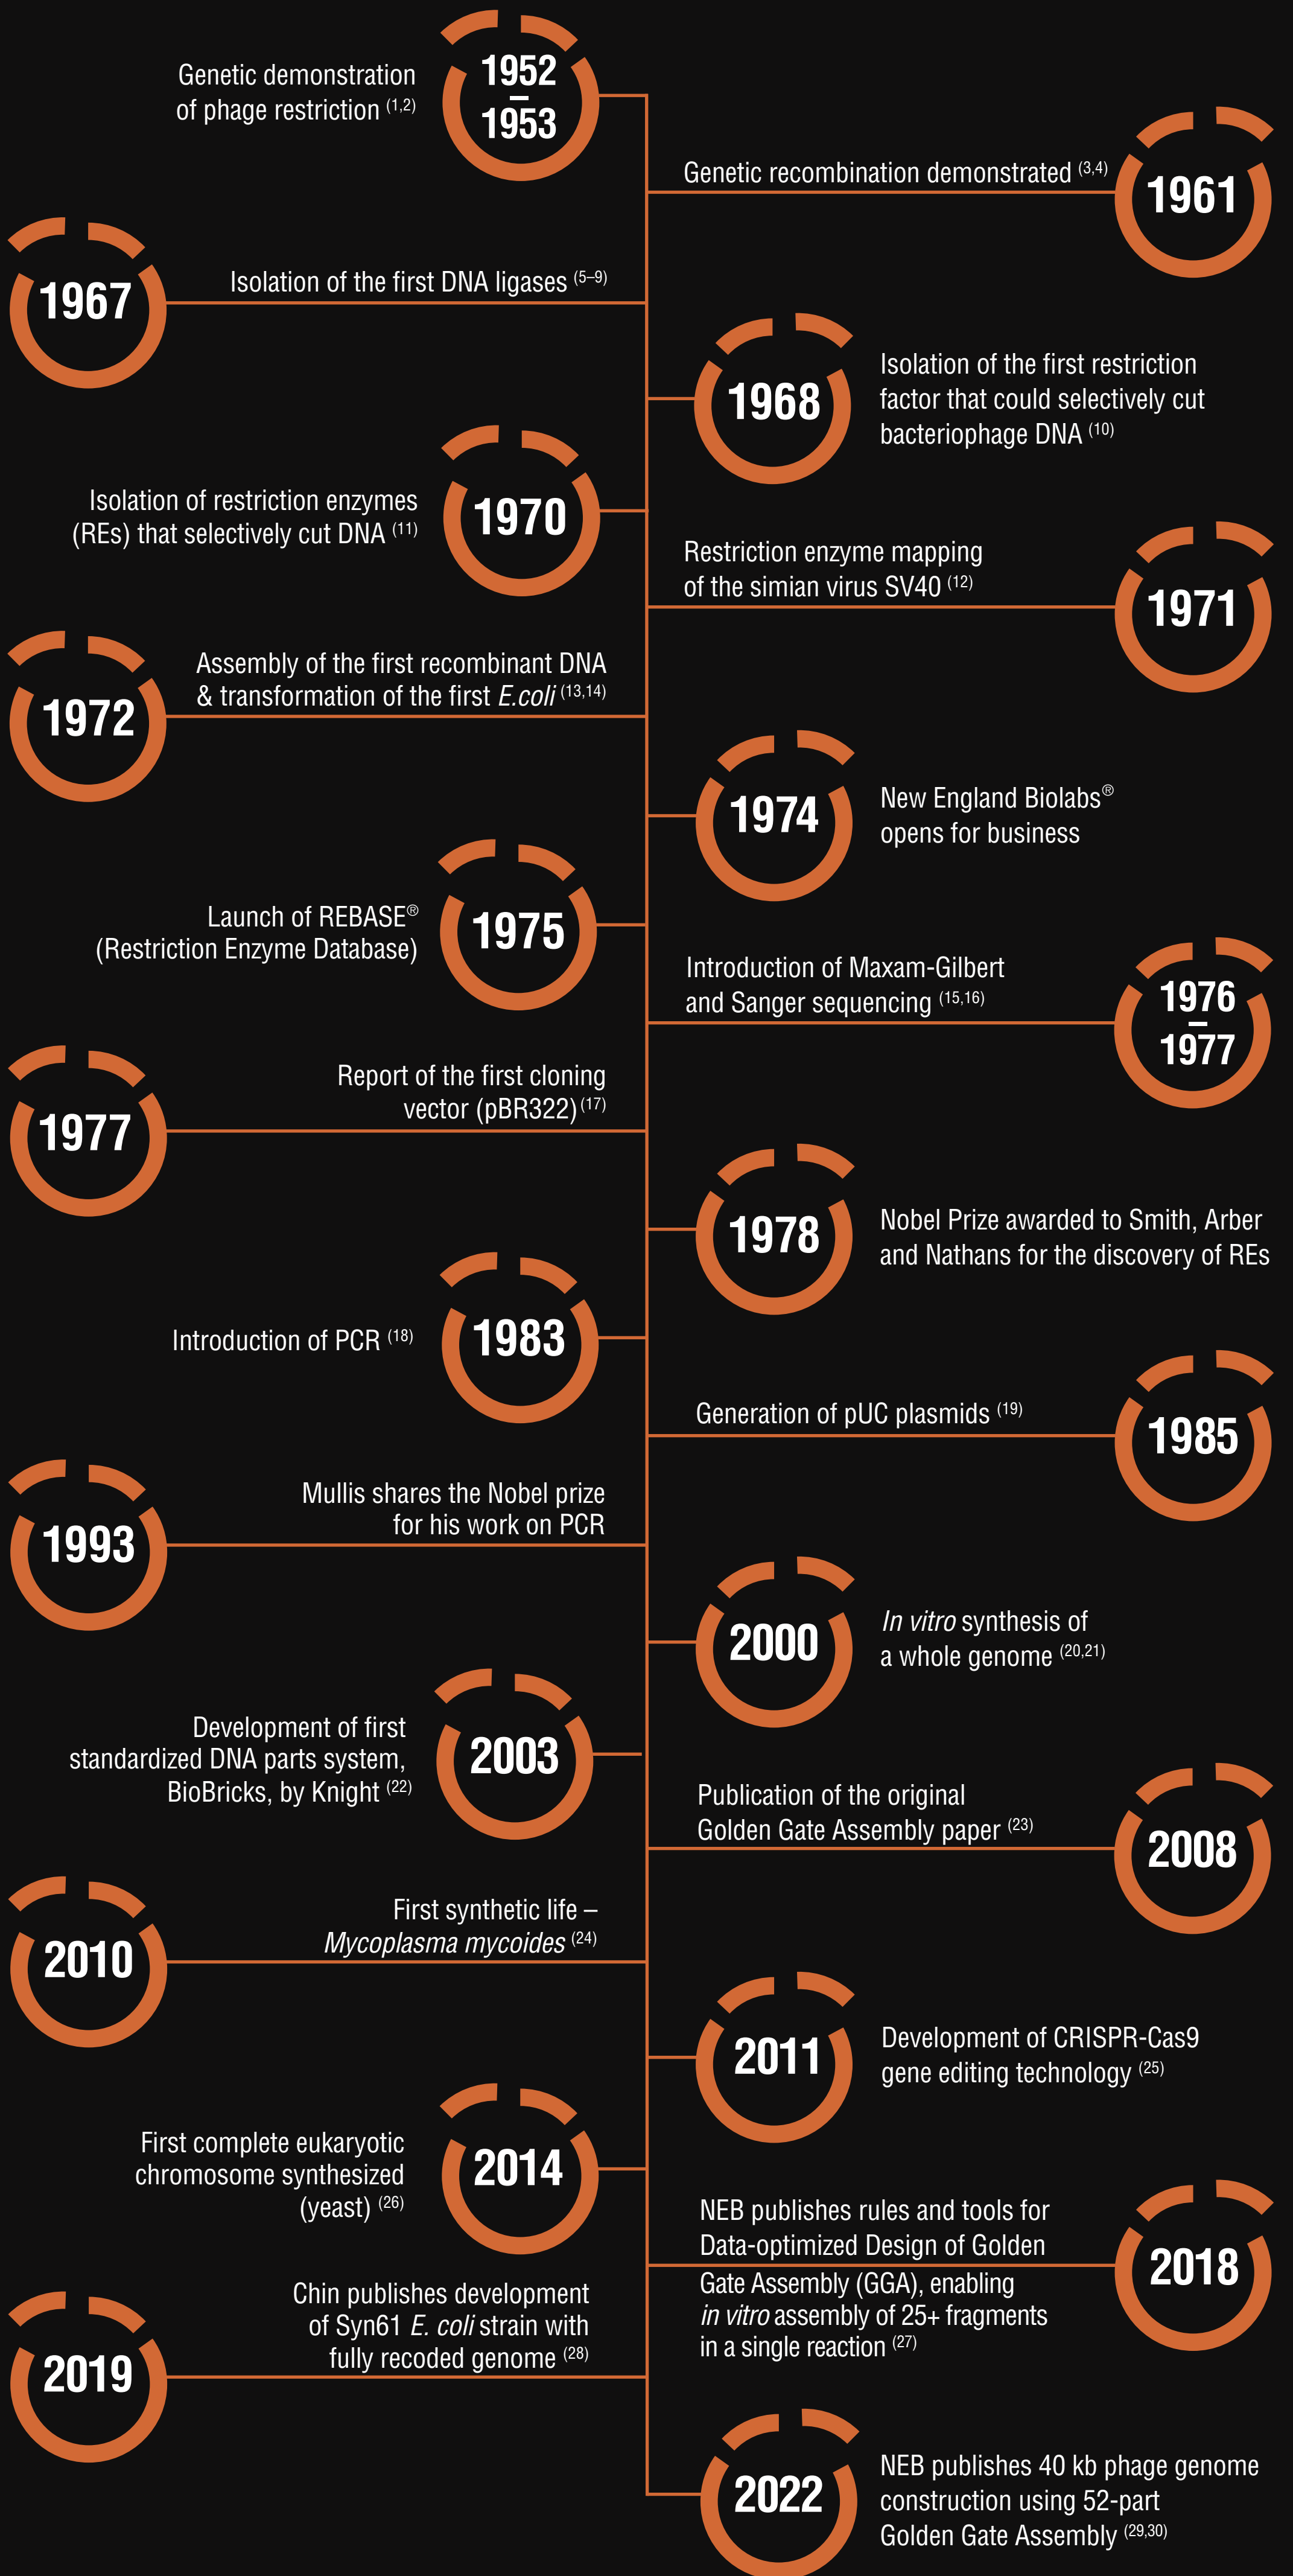 1952
–
1953
Genetic demonstration
of phage restriction (1,2)
Genetic recombination demonstrated (3,4)
1961
1967
Isolation of the first DNA ligases (5–9)
1968
Isolation of the first restriction
factor that could selectively cut
bacteriophage DNA (10)
Isolation of restriction enzymes
(REs) that selectively cut DNA (11)
1970
Restriction enzyme mapping
of the simian virus SV40 (12)
1971
1972
Assembly of the first recombinant DNA
& transformation of the first E.coli (13,14)
1974
New England Biolabs®
opens for business
Launch of REBASE®
(Restriction Enzyme Database)
1975
Introduction of Maxam-Gilbert
and Sanger sequencing (15,16)
1976
–
1977
1977
Report of the first cloning
vector (pBR322) (17)
1978
Nobel Prize awarded to Smith, Arber
and Nathans for the discovery of REs
Introduction of PCR (18)
1983
Generation of pUC plasmids (19)
1985
1993
Mullis shares the Nobel prize
for his work on PCR
2000
In vitro synthesis of
a whole genome (20,21)
Development of first
standardized DNA parts system,
BioBricks, by Knight (22)
2003
Publication of the original
Golden Gate Assembly paper (23)
2008
2010
First synthetic life –
Mycoplasma mycoides (24)
2011
Development of CRISPR-Cas9
gene editing technology (25)
First complete eukaryotic
chromosome synthesized
(yeast) (26)
2014
NEB publishes rules and tools for
Data-optimized Design of Golden
Gate Assembly (GGA), enabling
in vitro assembly of 25+ fragments
in a single reaction (27)
2018
2019
Chin publishes development
of Syn61 E. coli strain with
fully recoded genome (28)
2022
NEB publishes 40 kb phage genome
construction using 52-part
Golden Gate Assembly (29,30)